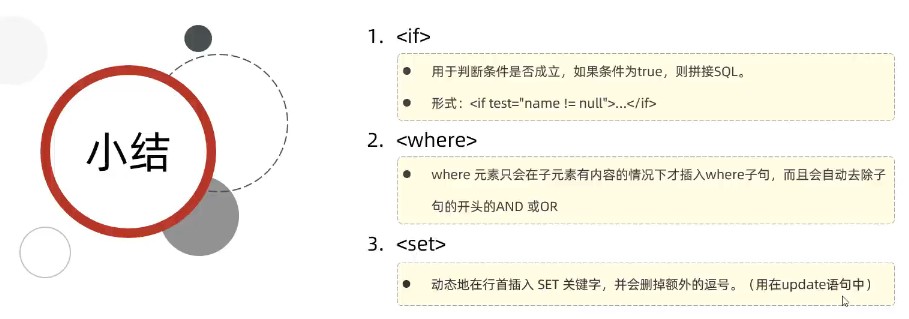 小结
1. <if>
● 用于判断条件是否成立，如果条件为true，则拼接SQL。
● 形式：<if test="name != null">…</if>
2. <where>
● where 元素只会在子元素有内容的情况下才插入where子句，而且会自动去除子
句的开头的AND 或OR
3. <set>
● 动态地在行首插入 SET 关键字，并会删掉额外的逗号。（用在update语句中）